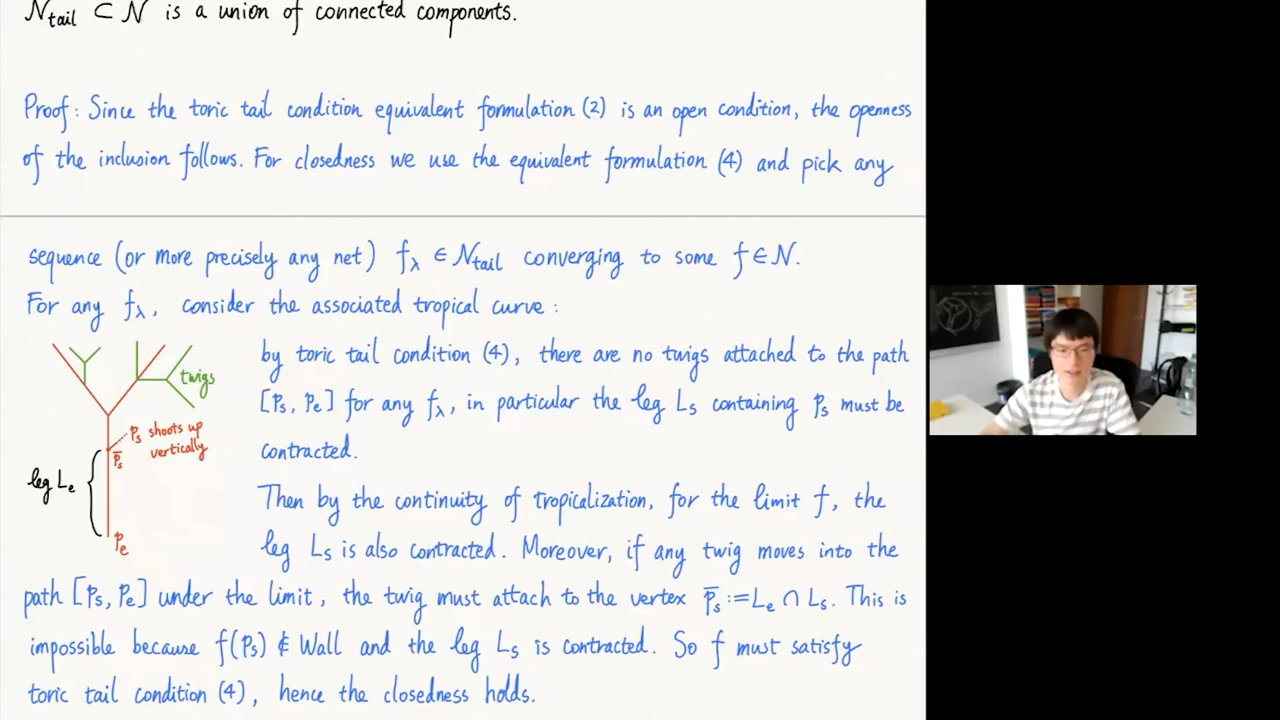 N_tail ⊂ N is a union of connected components.
Proof: Since the toric tail condition equivalent formulation (2) is an open condition, the openness
of the inclusion follows. For closedness we use the equivalent formulation (4) and pick any
sequence (or more precisely any net) f_λ ∈ N_tail converging to some f ∈ N.
For any f_λ, consider the associated tropical curve:
by toric tail condition (4), there are no twigs attached to the path
[p_s, p_e] for any f_λ, in particular the leg L_s containing p_s must be
contracted.
Then by the continuity of tropicalization, for the limit f, the
leg L_s is also contracted. Moreover, if any twig moves into the
path [p_s, p_e] under the limit, the twig must attach to the vertex p̄_s := L_e ∩ L_s. This is
impossible because f(p_s) ∉ Wall and the leg L_s is contracted. So f must satisfy
toric tail condition (4), hence the closedness holds.
twigs
p_s shoots up
vertically
p̄_s
leg L_e
p_e